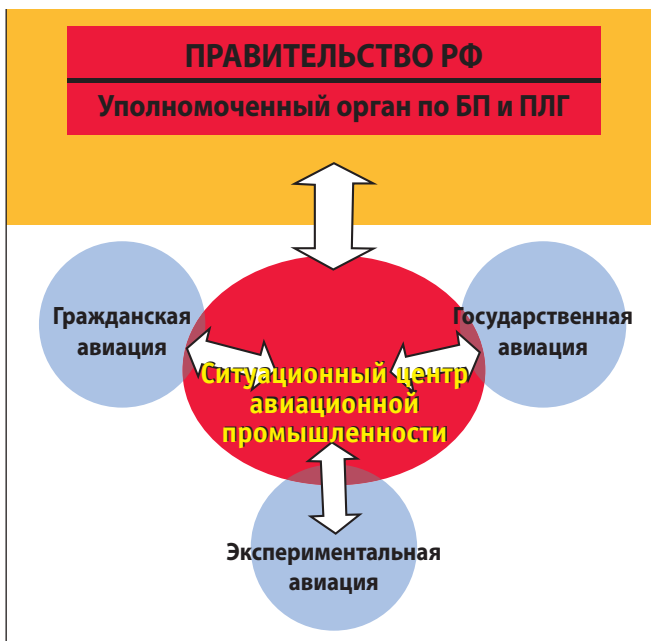 ПРАВИТЕЛЬСТВО РФ
Уполномоченный орган по БП и ПЛГ
Гражданская
авиация
Государственная
авиация
Ситуационный центр
авиационной
промышленности
Экспериментальная
авиация